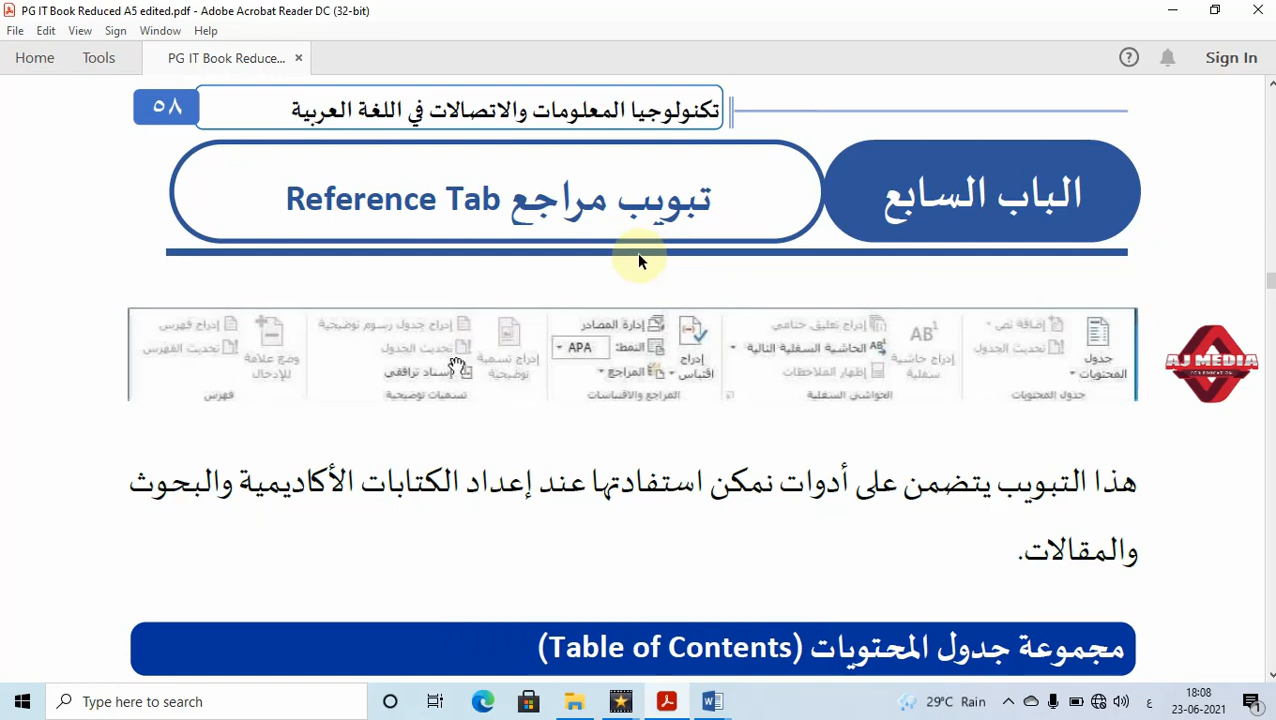 PG IT Book Reduced A5 edited.pdf - Adobe Acrobat Reader DC (32-bit)
File Edit View Sign Window Help
Home Tools PG IT Book Reduce... × Sign In
تكنولوجيا المعلومات والاتصالات في اللغة العربية ٥٨
الباب السابع
تبويب مراجع Reference Tab
جدول المحتويات
إضافة نص
تحديث الجدول
جدول المحتويات
إدراج حاشية سفلية
AB¹
إدراج تعليق ختامي
الحاشية السفلية التالية
إظهار الملاحظات
الحواشي السفلية
إدراج اقتباس
إدارة المصادر
النمط: APA
المراجع
المراجع والاقتباسات
إدراج تسمية توضيحية
إدراج جدول رسوم توضيحية
تحديث الجدول
إسناد ترافقي
تسميات توضيحية
وضع علامة للإدخال
إدراج فهرس
تحديث الفهرس
فهرس
AJ MEDIA
FOR EDUCATION
هذا التبويب يتضمن على أدوات نمكن استفادتها عند إعداد الكتابات الأكاديمية والبحوث
والمقالات.
مجموعة جدول المحتويات (Table of Contents)
Type here to search
29°C Rain
ع
18:08
23-06-2021
1